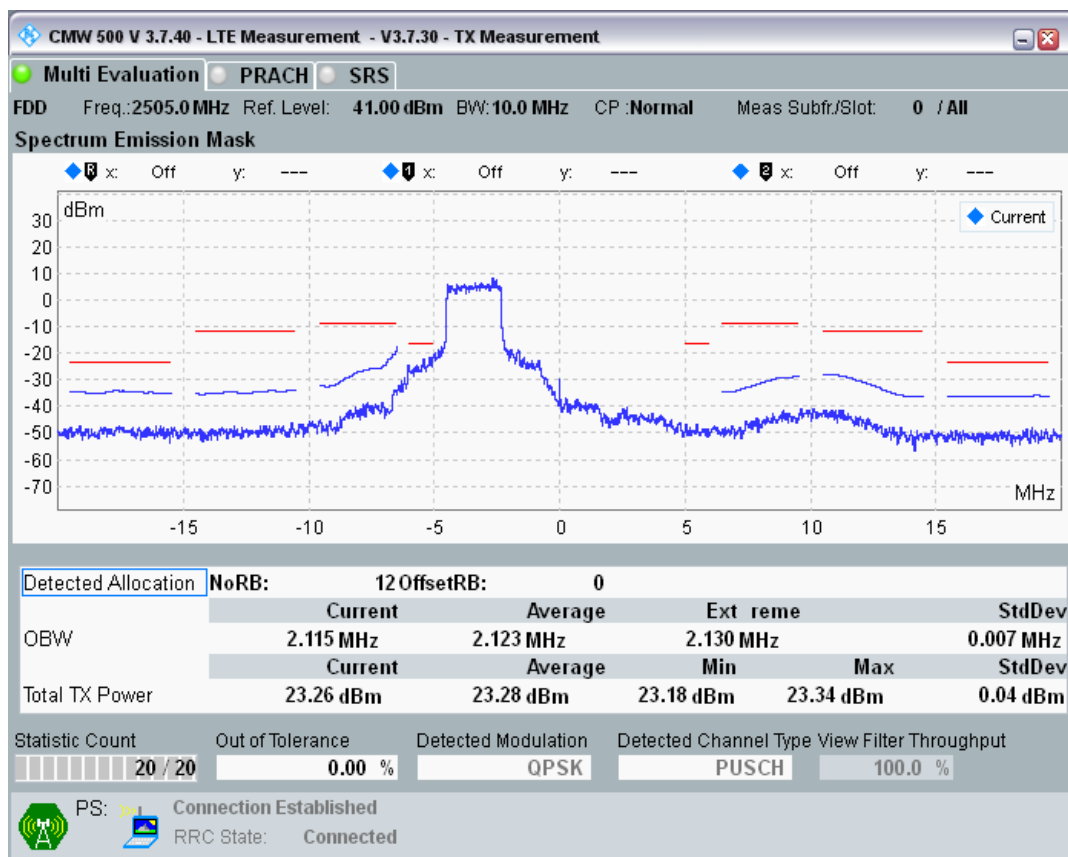 CMW 500 V 3.7.40 - LTE Measurement - V3.7.30 - TX Measurement
Multi Evaluation PRACH SRS
FDD Freq.:2505.0 MHz Ref. Level: 41.00 dBm BW:10.0 MHz CP :Normal Meas Subfr./Slot: 0 / All
Spectrum Emission Mask
R x: Off y: --- 1 x: Off y: --- 2 x: Off y: ---
dBm
Current
30
20
10
0
-10
-20
-30
-40
-50
-60
-70
MHz
-15 -10 -5 0 5 10 15
Detected Allocation NoRB: 12 OffsetRB: 0
Current Average Ext reme StdDev
OBW 2.115 MHz 2.123 MHz 2.130 MHz 0.007 MHz
Current Average Min Max StdDev
Total TX Power 23.26 dBm 23.28 dBm 23.18 dBm 23.34 dBm 0.04 dBm
Statistic Count Out of Tolerance Detected Modulation Detected Channel Type View Filter Throughput
20 / 20 0.00 % QPSK PUSCH 100.0 %
PS: Connection Established
RRC State: Connected